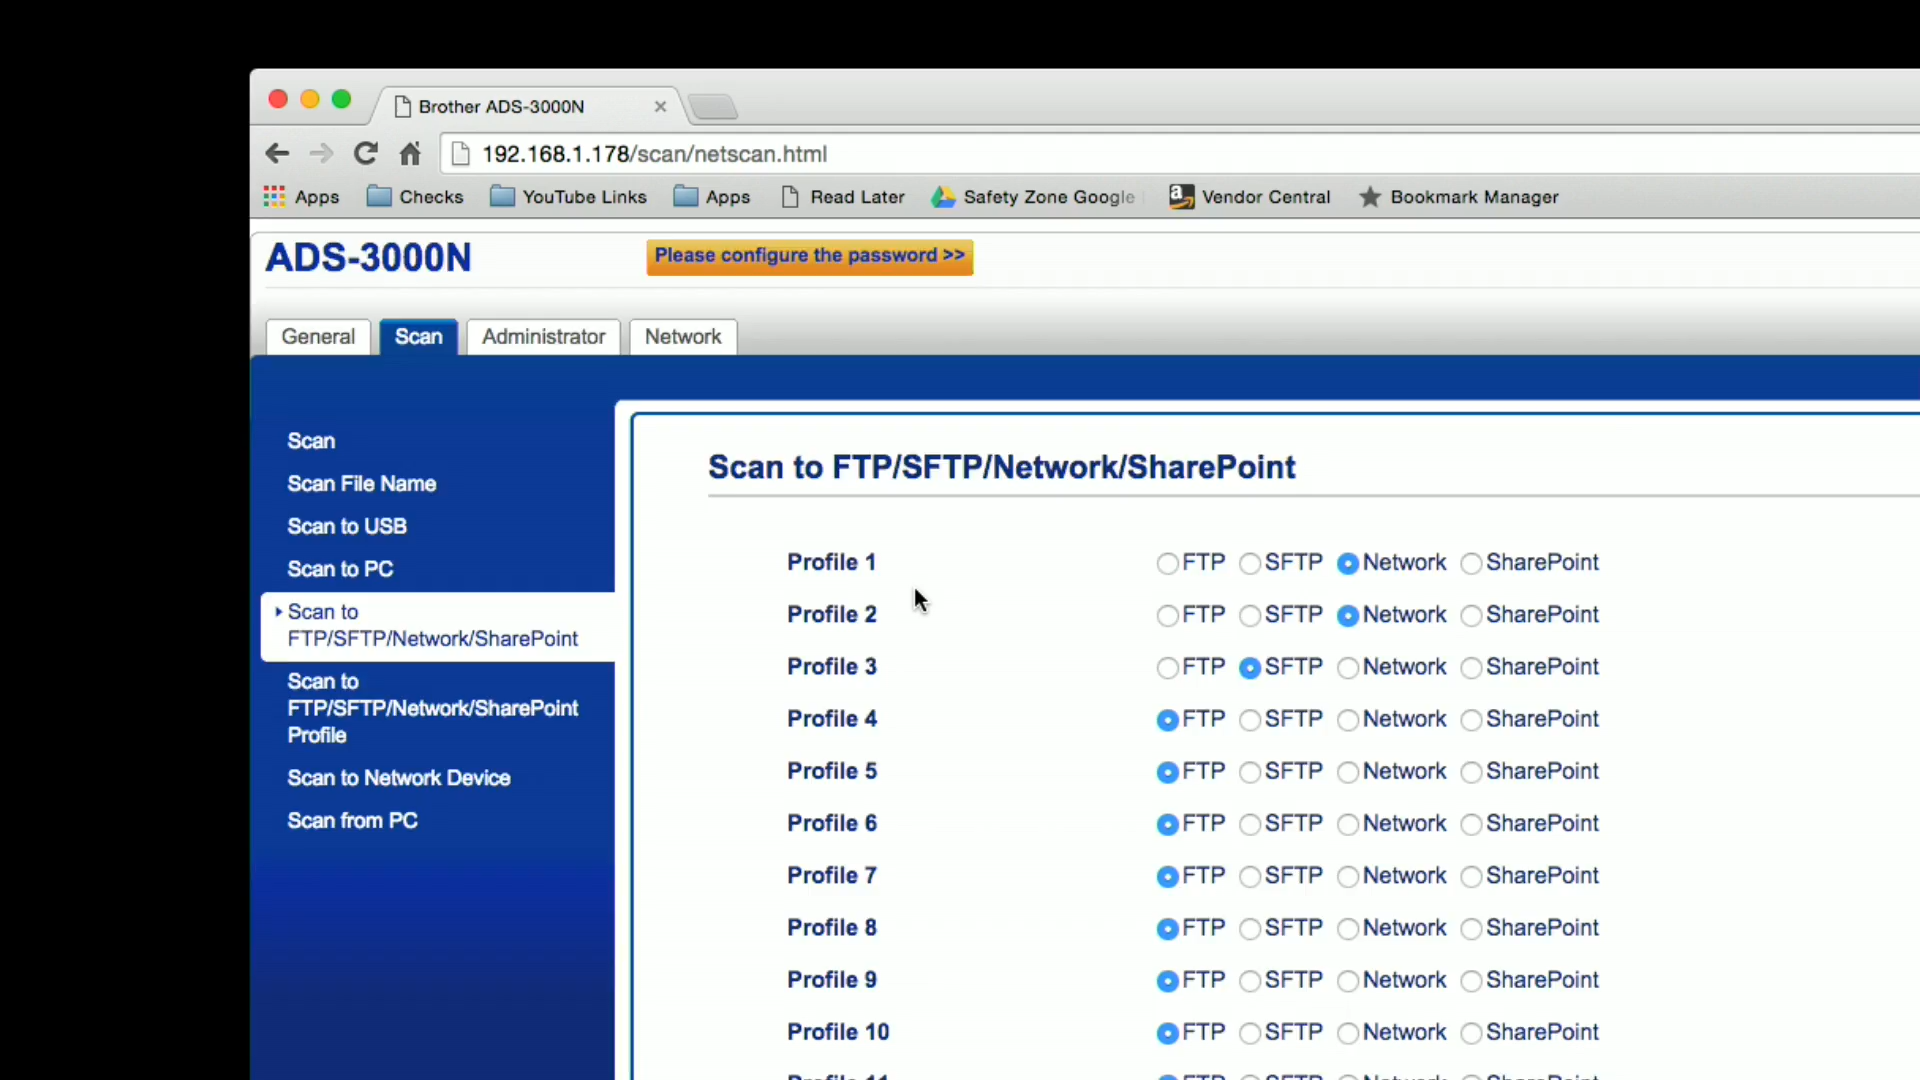 Brother ADS-3000N
192.168.1.178/scan/netscan.html
Apps Checks YouTube Links Apps Read Later Safety Zone Google Vendor Central Bookmark Manager
ADS-3000N
Please configure the password >>
General Scan Administrator Network
Scan
Scan File Name
Scan to USB
Scan to PC
Scan to
FTP/SFTP/Network/SharePoint
Scan to
FTP/SFTP/Network/SharePoint
Profile
Scan to Network Device
Scan from PC
Scan to FTP/SFTP/Network/SharePoint
Profile 1 FTP SFTP Network SharePoint
Profile 2 FTP SFTP Network SharePoint
Profile 3 FTP SFTP Network SharePoint
Profile 4 FTP SFTP Network SharePoint
Profile 5 FTP SFTP Network SharePoint
Profile 6 FTP SFTP Network SharePoint
Profile 7 FTP SFTP Network SharePoint
Profile 8 FTP SFTP Network SharePoint
Profile 9 FTP SFTP Network SharePoint
Profile 10 FTP SFTP Network SharePoint